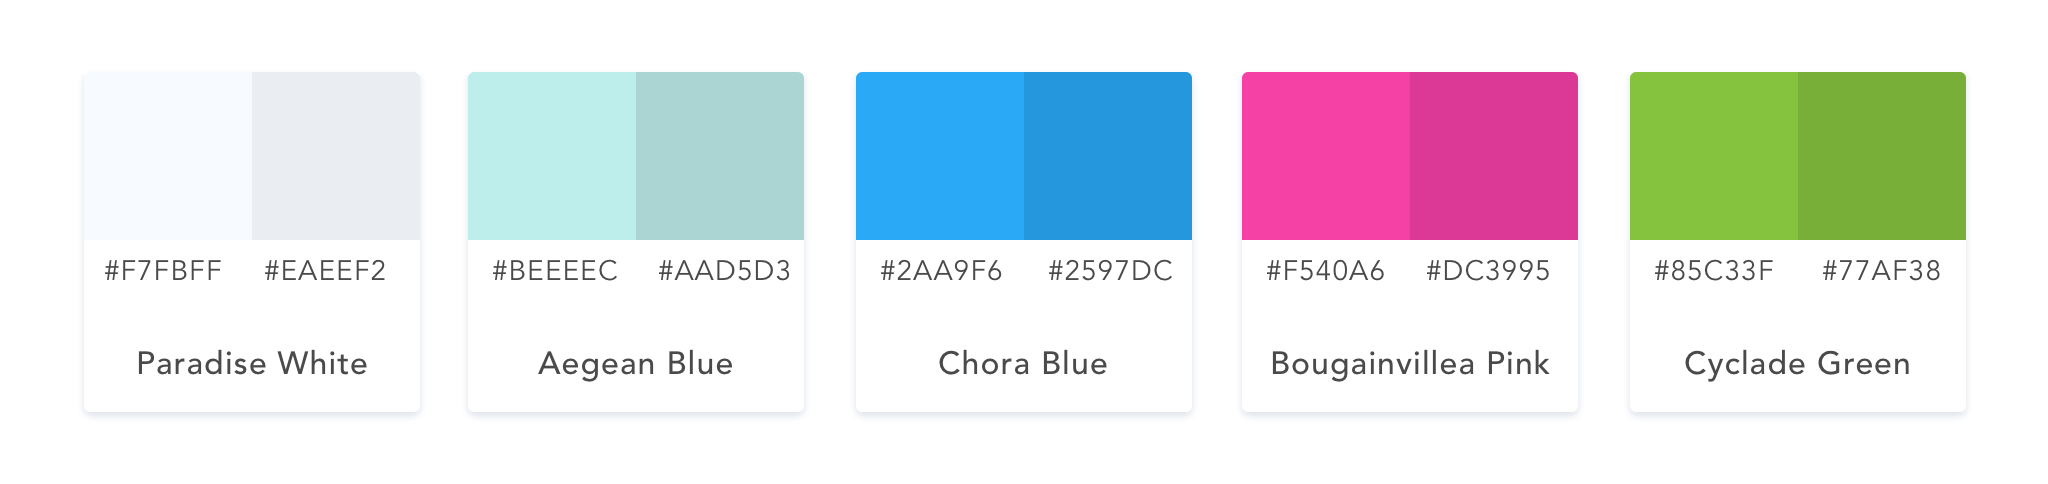 #F7FBFF #EAEEF2
Paradise White
#BEEEEC #AAD5D3
Aegean Blue
#2AA9F6 #2597DC
Chora Blue
#F540A6 #DC3995
Bougainvillea Pink
#85C33F #77AF38
Cyclade Green